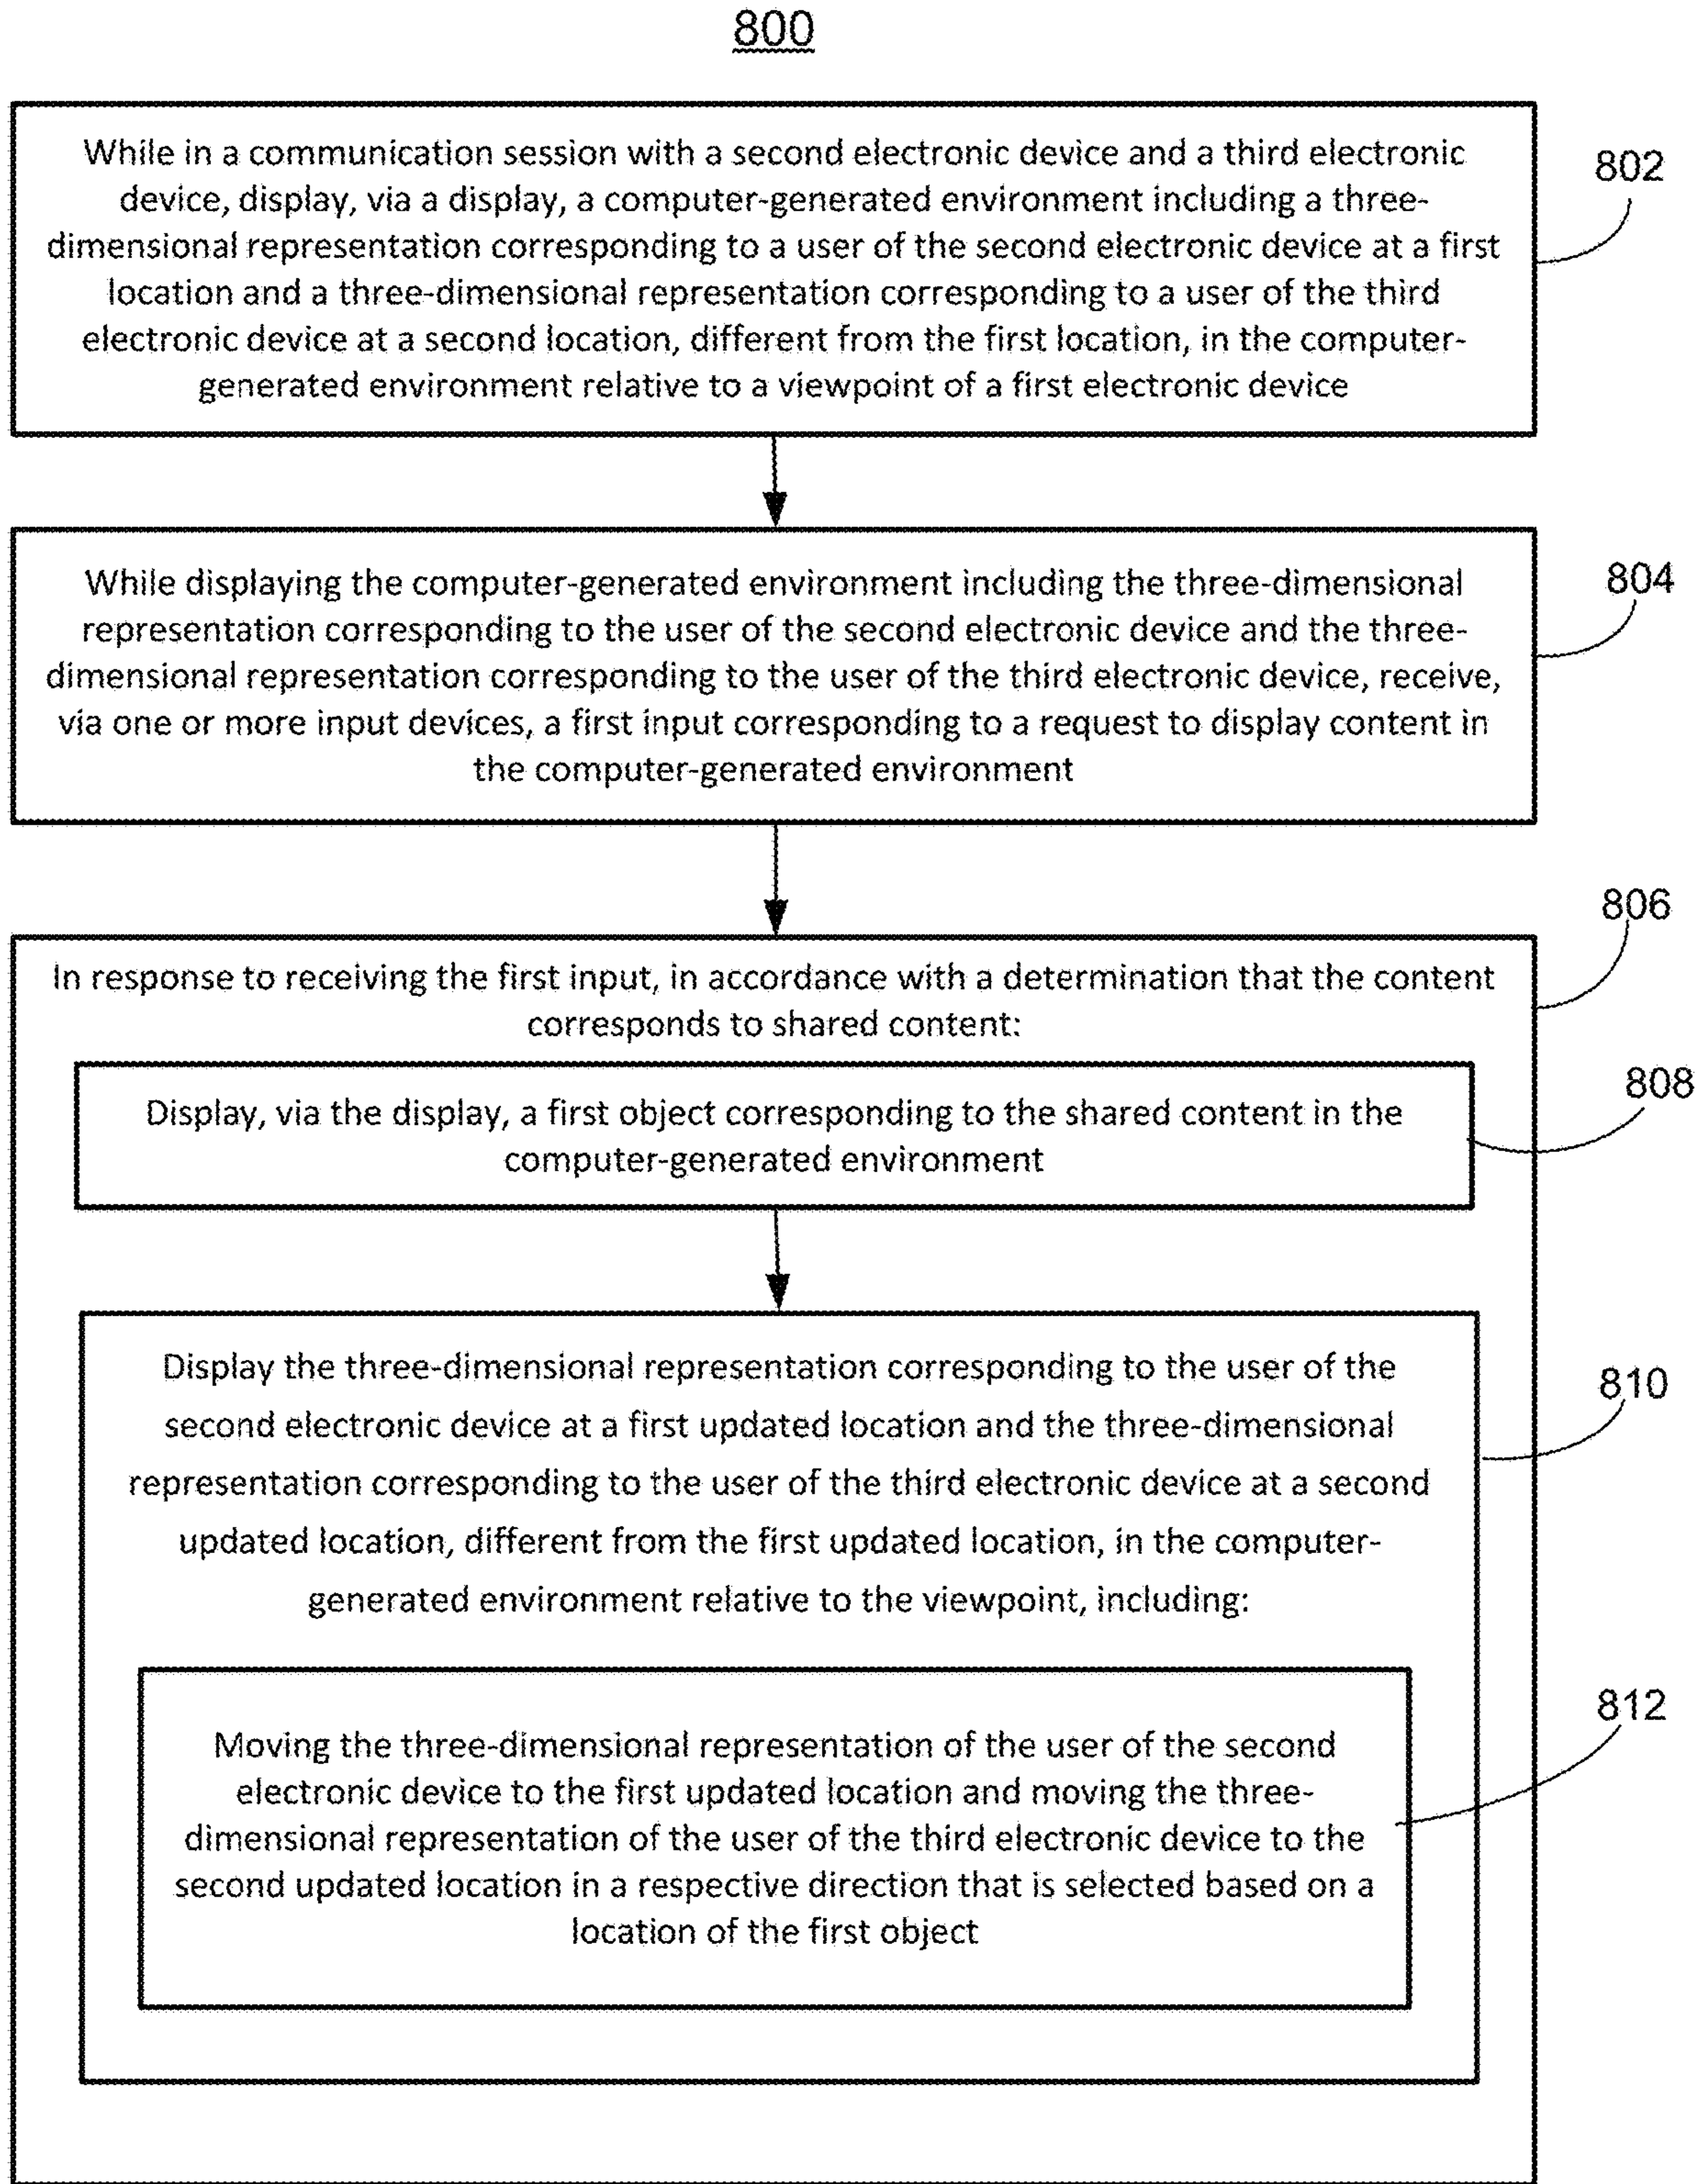 800
While in a communication session with a second electronic device and a third electronic
device, display, via a display, a computer-generated environment including a three-
dimensional representation corresponding to a user of the second electronic device at a first
location and a three-dimensional representation corresponding to a user of the third
electronic device at a second location, different from the first location, in the computer-
generated environment relative to a viewpoint of a first electronic device
802
While displaying the computer-generated environment including the three-dimensional
representation corresponding to the user of the second electronic device and the three-
dimensional representation corresponding to the user of the third electronic device, receive,
via one or more input devices, a first input corresponding to a request to display content in
the computer-generated environment
804
806
In response to receiving the first input, in accordance with a determination that the content
corresponds to shared content:
808
Display, via the display, a first object corresponding to the shared content in the
computer-generated environment
Display the three-dimensional representation corresponding to the user of the
second electronic device at a first updated location and the three-dimensional
representation corresponding to the user of the third electronic device at a second
updated location, different from the first updated location, in the computer-
generated environment relative to the viewpoint, including:
810
Moving the three-dimensional representation of the user of the second
electronic device to the first updated location and moving the three-
dimensional representation of the user of the third electronic device to the
second updated location in a respective direction that is selected based on a
location of the first object
812